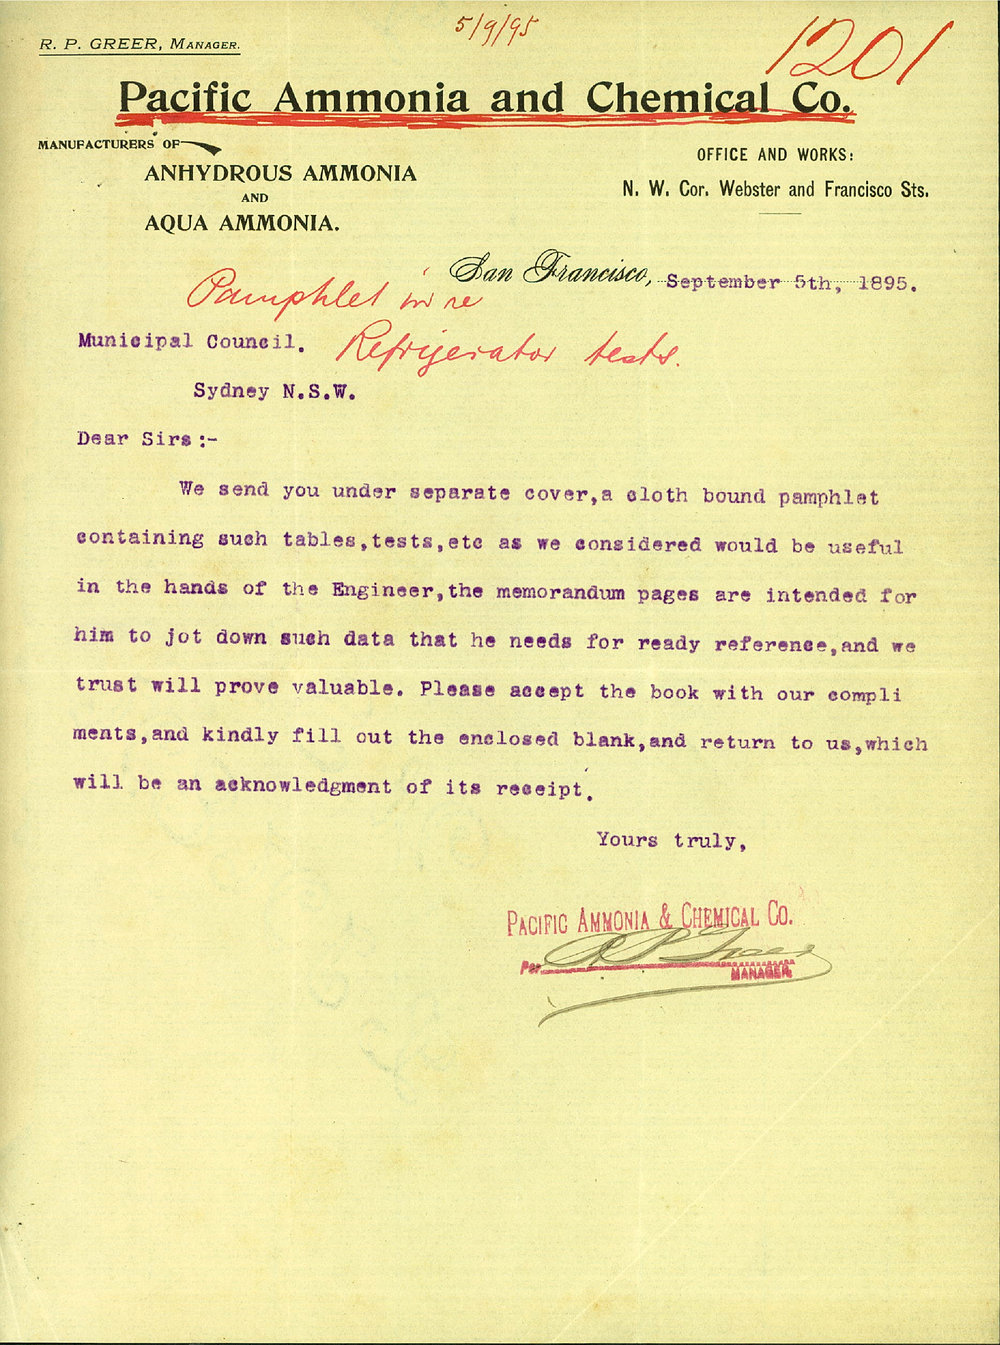 5/9/95
1201
R. P. GREER, MANAGER.
Pacific Ammonia and Chemical Co.
MANUFACTURERS OF
ANHYDROUS AMMONIA
AND
AQUA AMMONIA.
OFFICE AND WORKS:
N. W. Cor. Webster and Francisco Sts.
San Francisco, September 5th, 1895.
Pamphlet in re
Refrigerator tests.
Municipal Council.
Sydney N.S.W.
Dear Sirs:-
We send you under separate cover,a cloth bound pamphlet
containing such tables,tests,etc as we considered would be useful
in the hands of the Engineer,the memorandum pages are intended for
him to jot down such data that he needs for ready reference,and we
trust will prove valuable. Please accept the book with our compli
ments,and kindly fill out the enclosed blank,and return to us,which
will be an acknowledgment of its receipt.
Yours truly,
PACIFIC AMMONIA & CHEMICAL CO.
Per R P Greer
MANAGER.